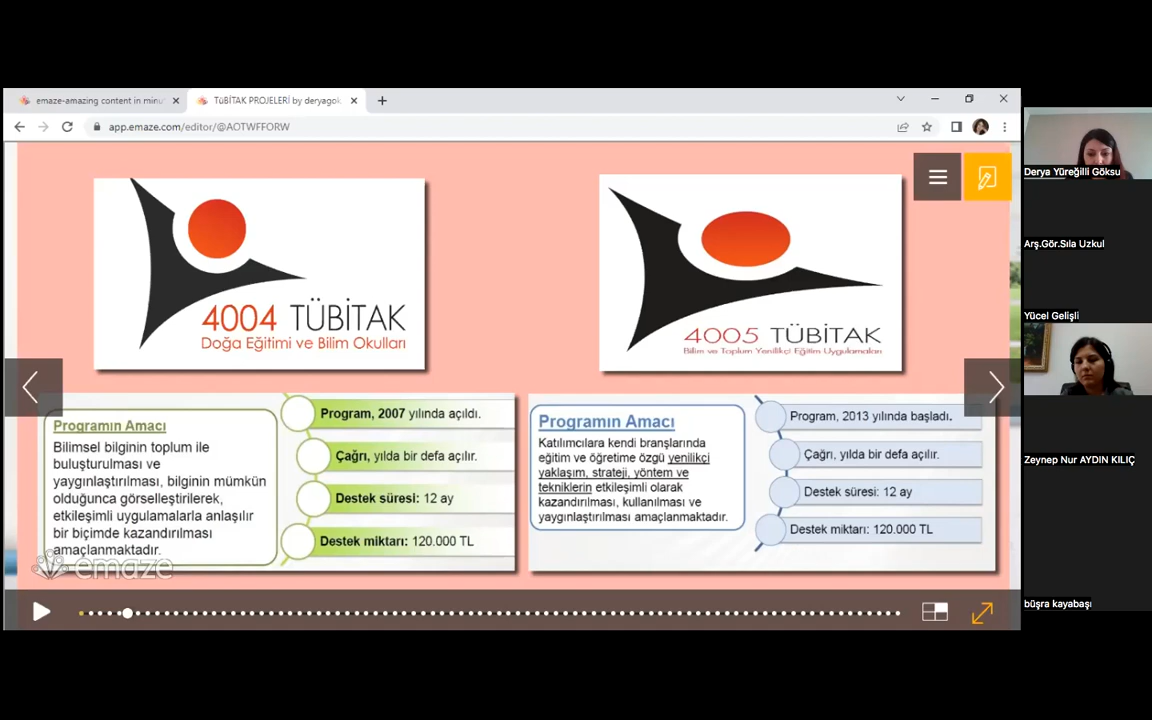 emaze-amazing content in minu
TüBİTAK PROJELERİ by deryagok
app.emaze.com/editor/@AOTWFFORW
4004 TÜBİTAK
Doğa Eğitimi ve Bilim Okulları
4005 TÜBİTAK
Bilim ve Toplum Yenilikçi Eğitim Uygulamaları
Programın Amacı
Bilimsel bilginin toplum ile
buluşturulması ve
yaygınlaştırılması, bilginin mümkün
olduğunca görselleştirilerek,
etkileşimli uygulamalarla anlaşılır
bir biçimde kazandırılması
amaçlanmaktadır.
Program, 2007 yılında açıldı.
Çağrı, yılda bir defa açılır.
Destek süresi: 12 ay
Destek miktarı: 120.000 TL
Programın Amacı
Katılımcılara kendi branşlarında
eğitim ve öğretime özgü yenilikçi
yaklaşım, strateji, yöntem ve
tekniklerin etkileşimli olarak
kazandırılması, kullanılması ve
yaygınlaştırılması amaçlanmaktadır.
Program, 2013 yılında başladı.
Çağrı, yılda bir defa açılır.
Destek süresi: 12 ay
Destek miktarı: 120.000 TL
emaze
Derya Yüreğilli Göksu
Arş.Gör.Sıla Uzkul
Yücel Gelişli
Zeynep Nur AYDIN KILIÇ
büşra kayabaşı